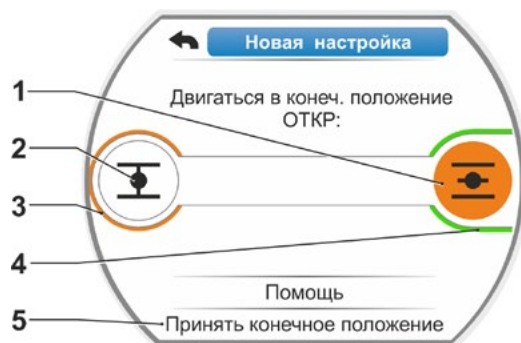 Новая настройка
1
Двигаться в конеч. положение
ОТКР:
2
3
4
Помощь
5
Принять конечное положение